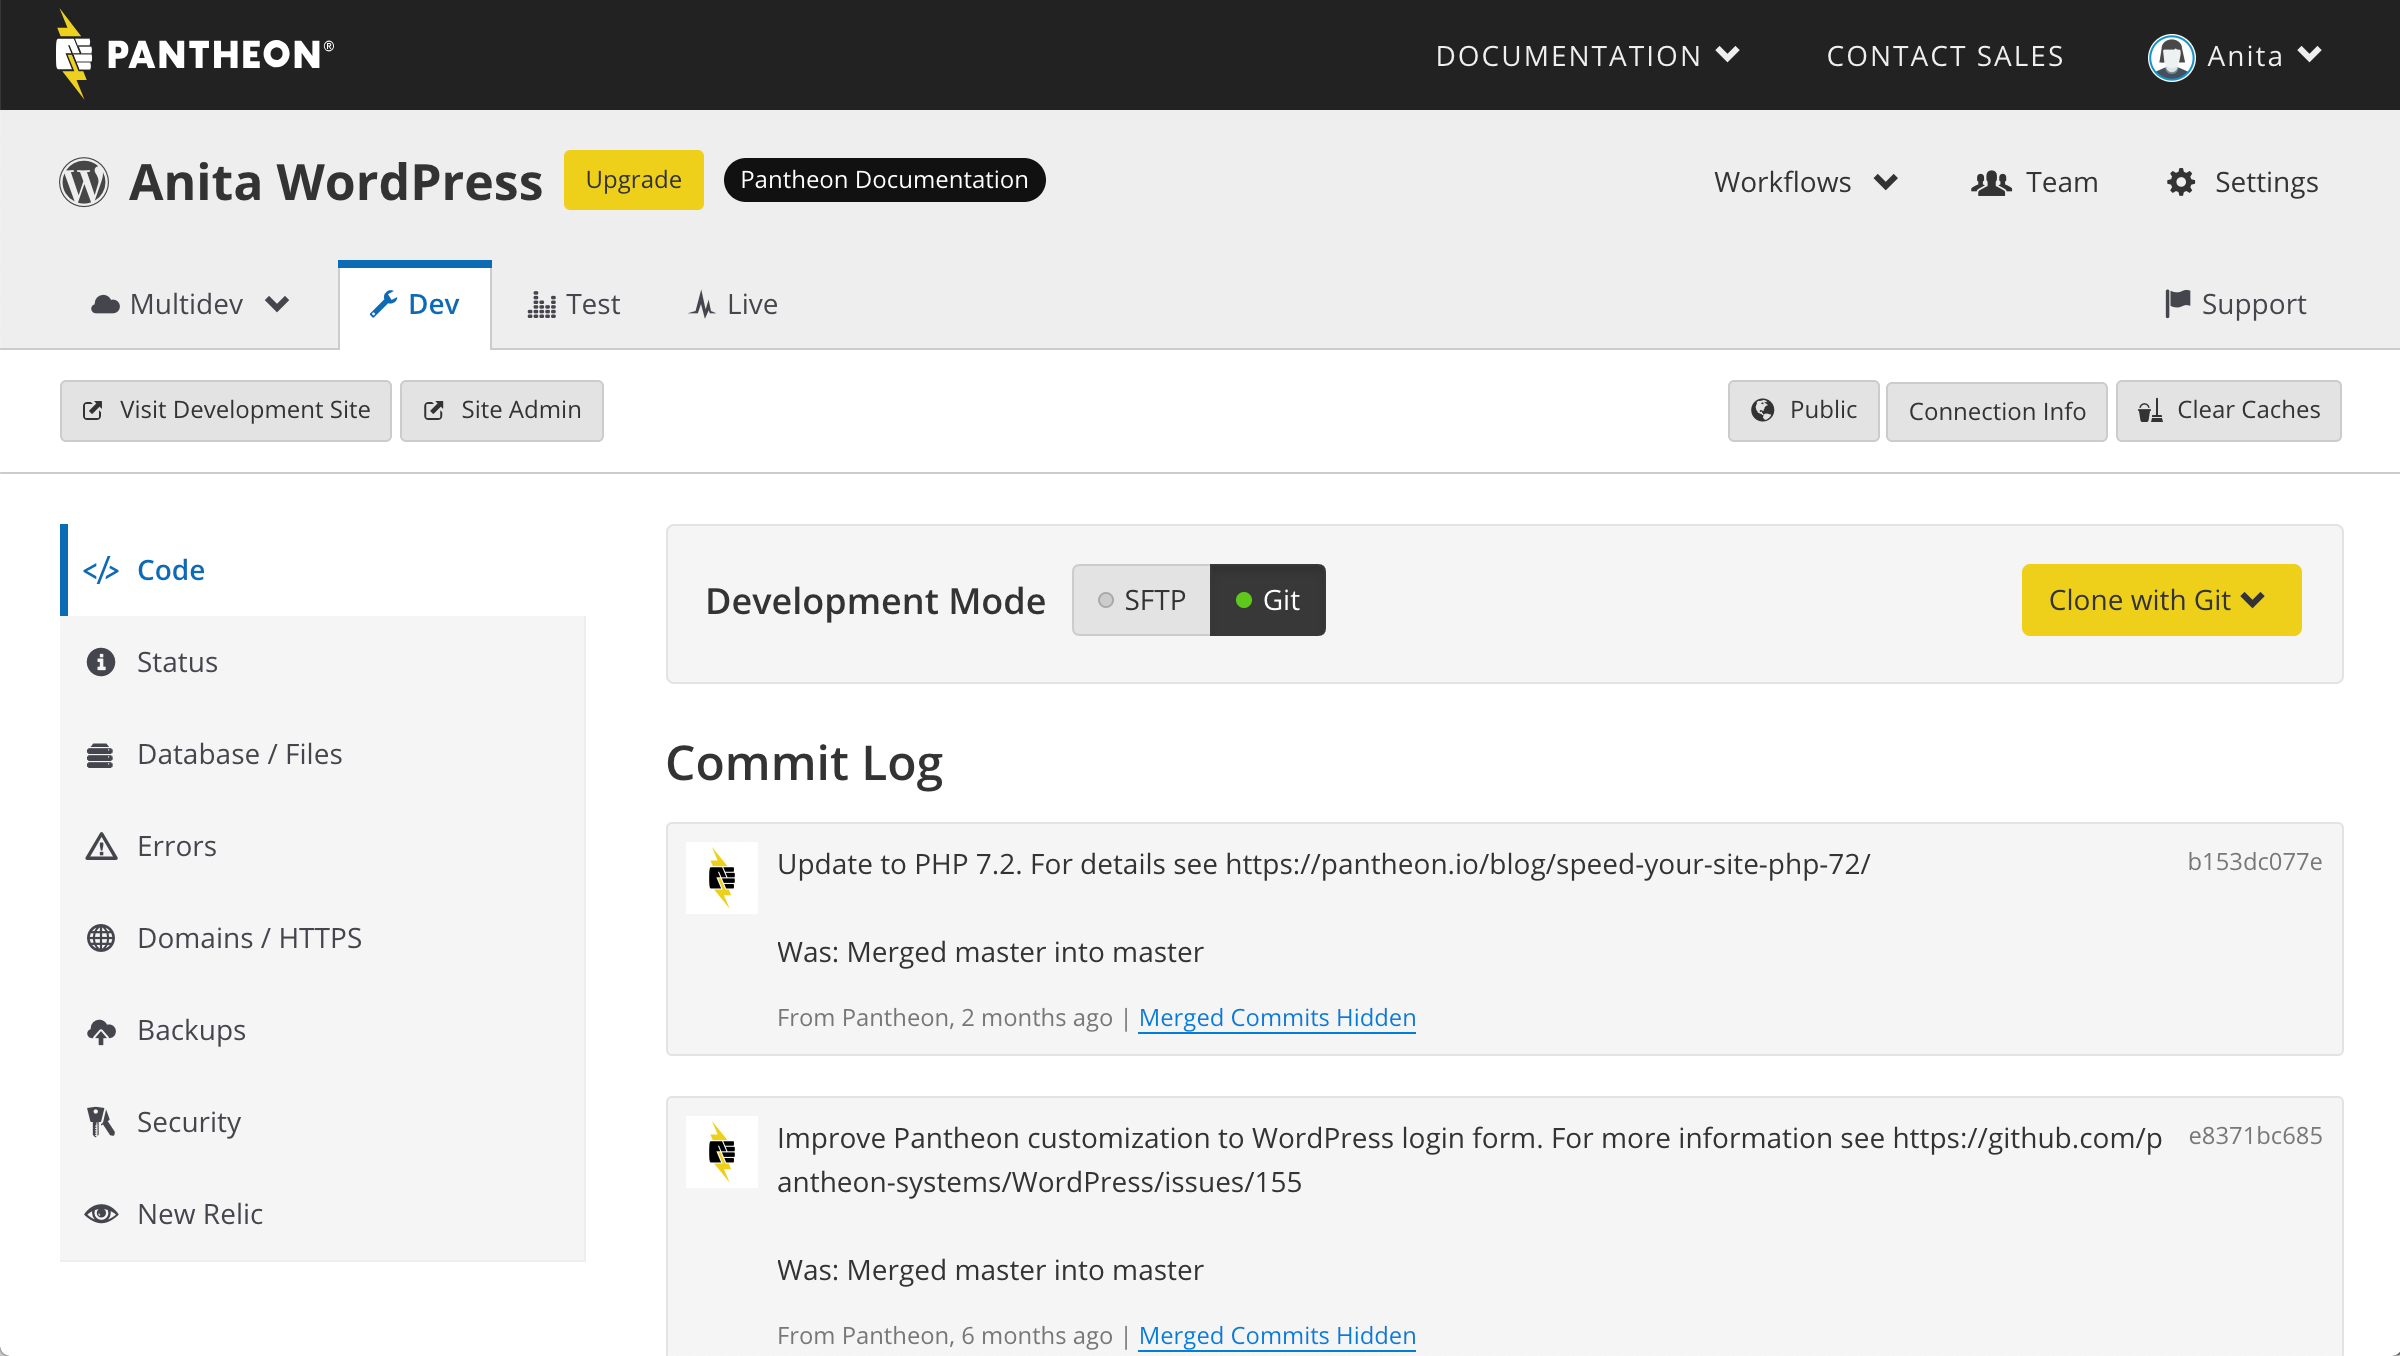 PANTHEON®
DOCUMENTATION
CONTACT SALES
Anita
Anita WordPress
Upgrade
Pantheon Documentation
Workflows
Team
Settings
Multidev
Dev
Test
Live
Support
Visit Development Site
Site Admin
Public
Connection Info
Clear Caches
Code
Status
Database / Files
Errors
Domains / HTTPS
Backups
Security
New Relic
Development Mode
SFTP
Git
Clone with Git
Commit Log
Update to PHP 7.2. For details see https://pantheon.io/blog/speed-your-site-php-72/
b153dc077e
Was: Merged master into master
From Pantheon, 2 months ago | Merged Commits Hidden
Improve Pantheon customization to WordPress login form. For more information see https://github.com/p
e8371bc685
antheon-systems/WordPress/issues/155
Was: Merged master into master
From Pantheon, 6 months ago | Merged Commits Hidden